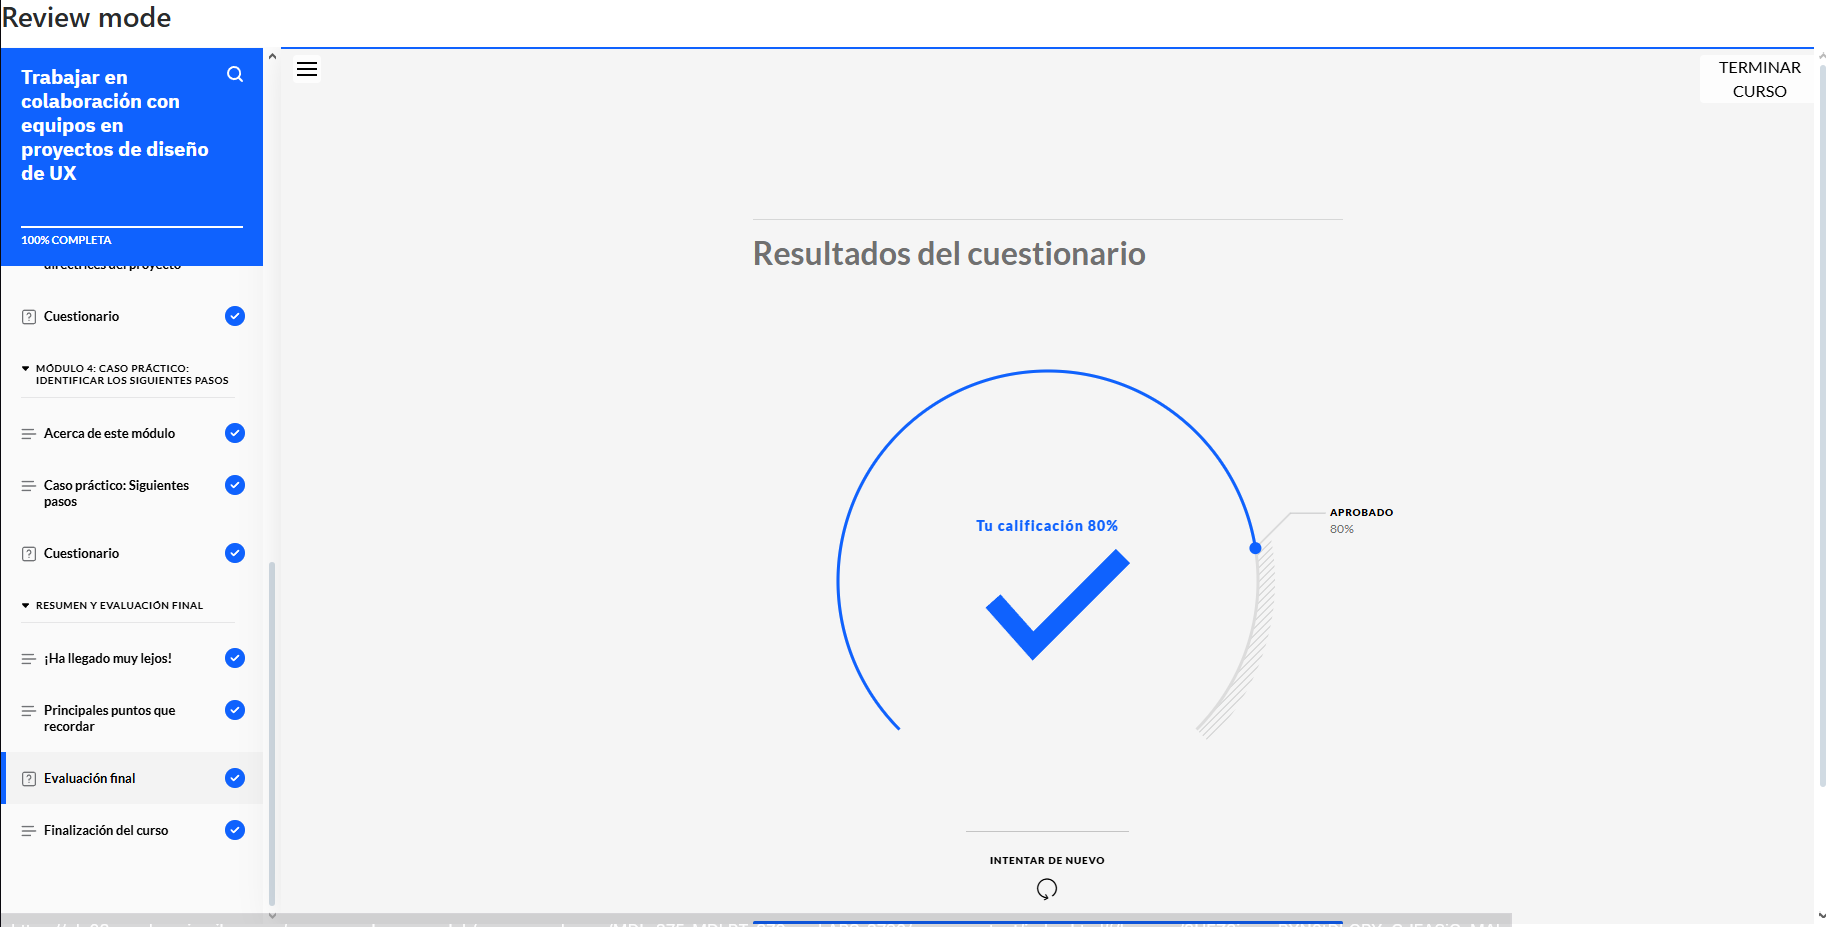 Review mode
Trabajar en
colaboración con
equipos en
proyectos de diseño
de UX
100% COMPLETA
directrices del proyecto
Cuestionario
MÓDULO 4: CASO PRÁCTICO:
IDENTIFICAR LOS SIGUIENTES PASOS
Acerca de este módulo
Caso práctico: Siguientes
pasos
Cuestionario
RESUMEN Y EVALUACIÓN FINAL
¡Ha llegado muy lejos!
Principales puntos que
recordar
Evaluación final
Finalización del curso
TERMINAR
CURSO
Resultados del cuestionario
Tu calificación 80%
APROBADO
80%
INTENTAR DE NUEVO